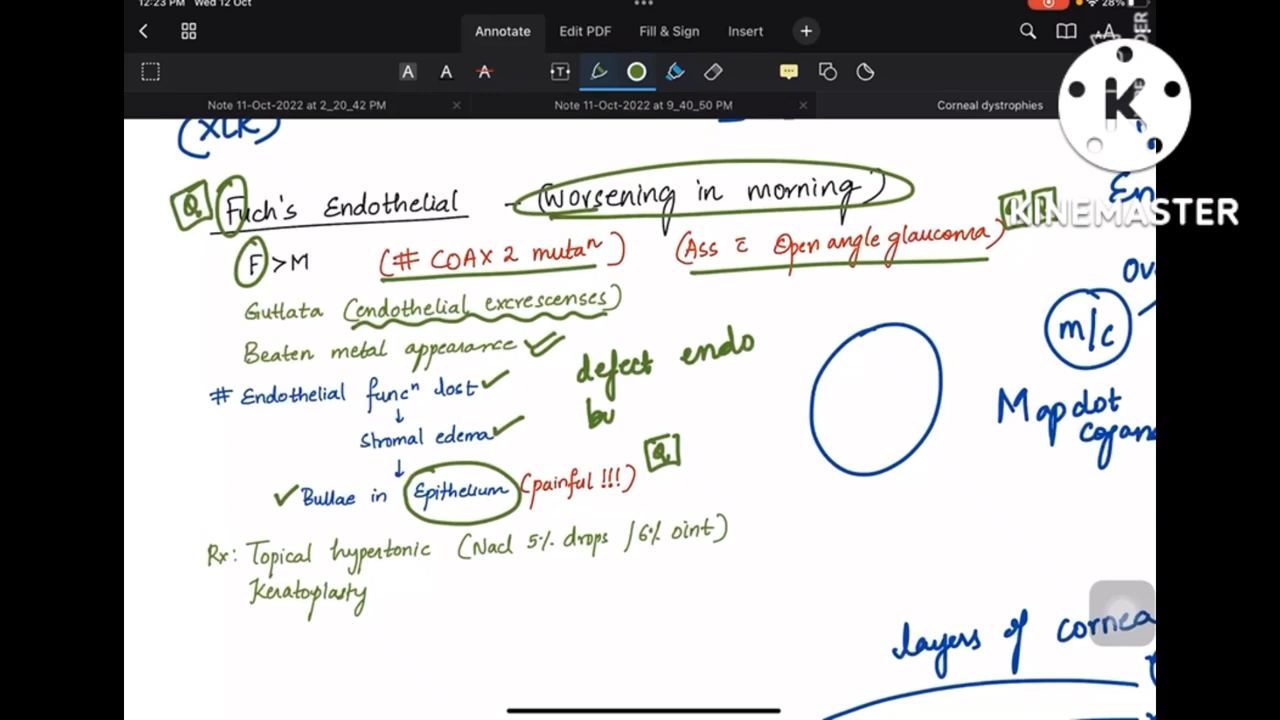 12:23 PM Wed 12 Oct
28%
Annotate Edit PDF Fill & Sign Insert
Note 11-Oct-2022 at 2_20_42 PM
Note 11-Oct-2022 at 9_40_50 PM
Corneal dystrophies
K
KINEMASTER
(XLR)
Q Fuch's Endothelial - (Worsening in morning)
F > M (# COAX 2 mutaⁿ) (Ass c̄ Open angle glaucoma)
Guttata (endothelial excrescenses)
Beaten metal appearance
# Endothelial funcⁿ lost
↓
Stromal edema
↓
Bullae in Epithelium (painful !!!) Q
Rx: Topical hypertonic (Nacl 5% drops / 6% oint)
Keratoplasty
defect endo
bu
m/c
Map dot
layers of cornea